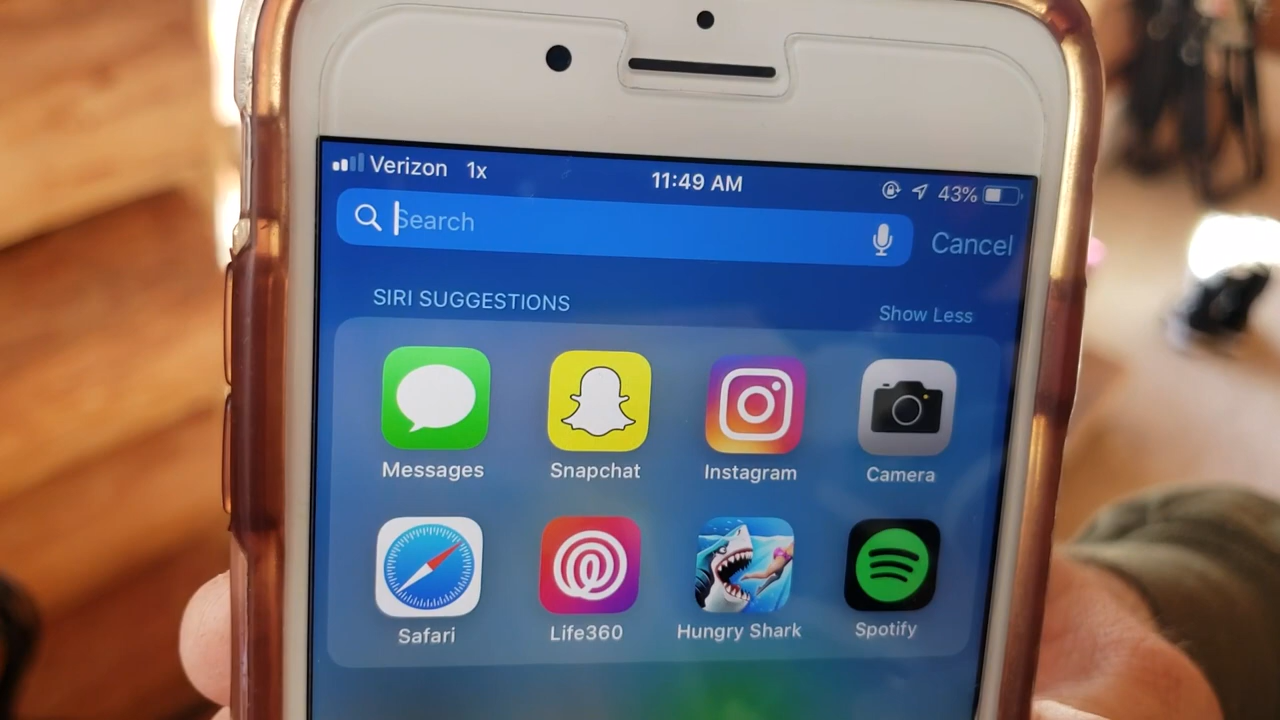 Verizon 1x 11:49 AM 43%
Search Cancel
SIRI SUGGESTIONS Show Less
Messages Snapchat Instagram Camera
Safari Life360 Hungry Shark Spotify